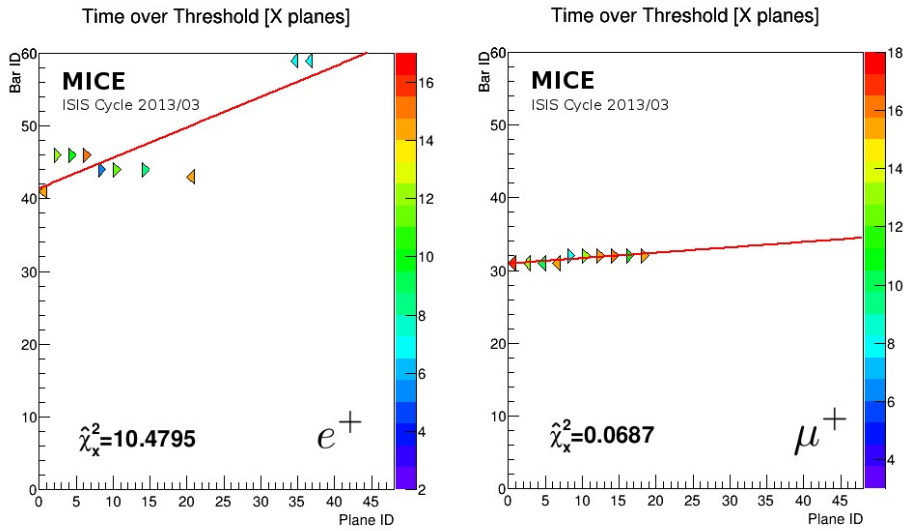 Time over Threshold [X planes]
Bar ID
60
50
40
30
20
10
0
MICE
ISIS Cycle 2013/03
χ̂²ₓ=10.4795
e⁺
0 5 10 15 20 25 30 35 40 45
Plane ID
16
14
12
10
8
6
4
2
Time over Threshold [X planes]
Bar ID
60
50
40
30
20
10
0
MICE
ISIS Cycle 2013/03
χ̂²ₓ=0.0687
μ⁺
0 5 10 15 20 25 30 35 40 45
Plane ID
18
16
14
12
10
8
6
4